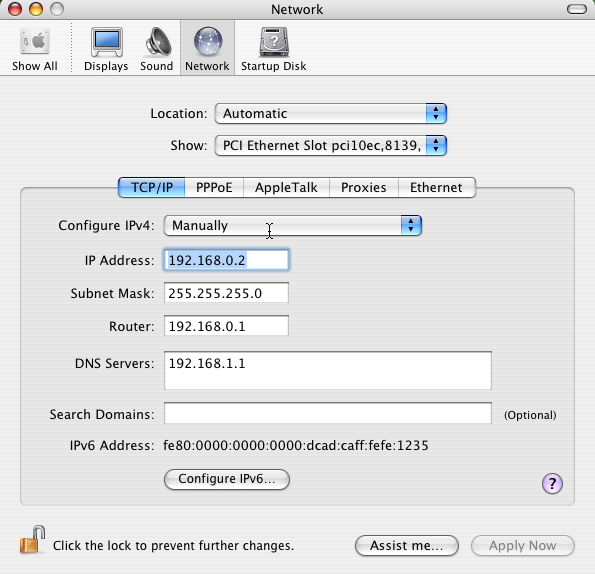 Network
Show All Displays Sound Network Startup Disk
Location: Automatic
Show: PCI Ethernet Slot pci10ec,8139,
TCP/IP PPPoE AppleTalk Proxies Ethernet
Configure IPv4: Manually
IP Address: 192.168.0.2
Subnet Mask: 255.255.255.0
Router: 192.168.0.1
DNS Servers: 192.168.1.1
Search Domains: (Optional)
IPv6 Address: fe80:0000:0000:0000:dcad:caff:fefe:1235
Configure IPv6...
?
Click the lock to prevent further changes. Assist me... Apply Now